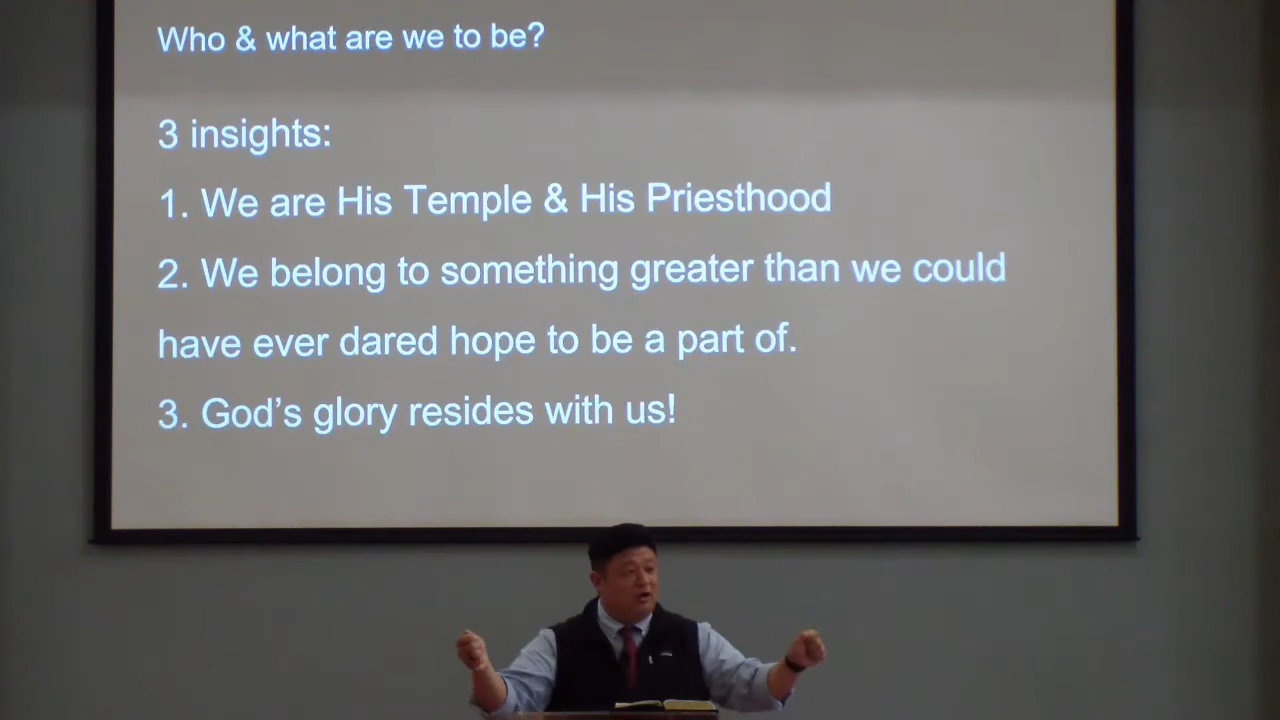 Who & what are we to be?
3 insights:
1. We are His Temple & His Priesthood
2. We belong to something greater than we could
have ever dared hope to be a part of.
3. God’s glory resides with us!